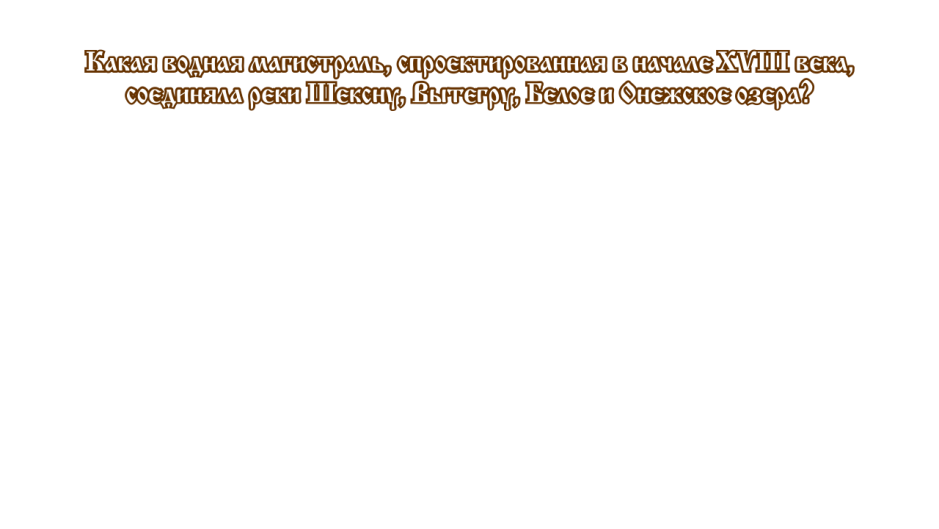 Какая водная магистраль, спроектированная в начале XVIII века,
соединяла реки Шексну, Вытегру, Белое и Онежское озера?